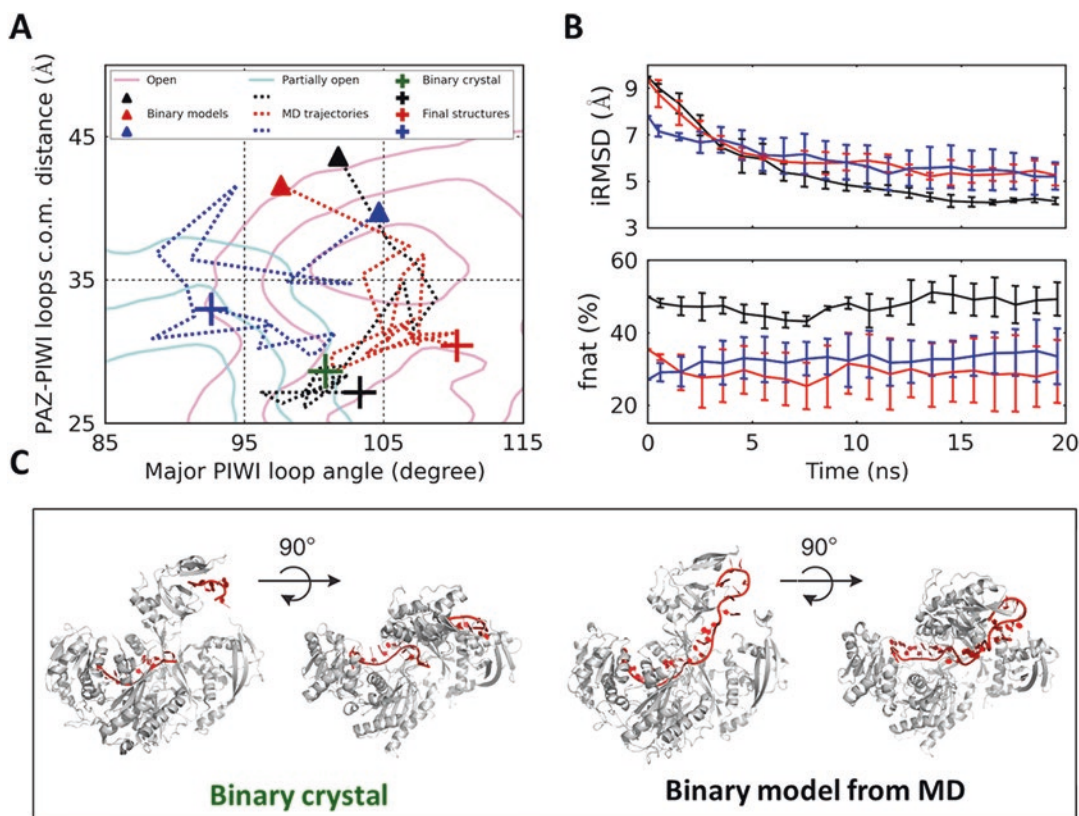 A
PAZ-PIWI loops c.o.m. distance (Å)
45
35
25
Open
Partially open
Binary crystal
Binary models
MD trajectories
Final structures
85
95
105
115
Major PIWI loop angle (degree)
B
iRMSD (Å)
9
7
5
3
fnat (%)
60
40
20
0
5
10
15
20
Time (ns)
C
90°
90°
Binary crystal
Binary model from MD